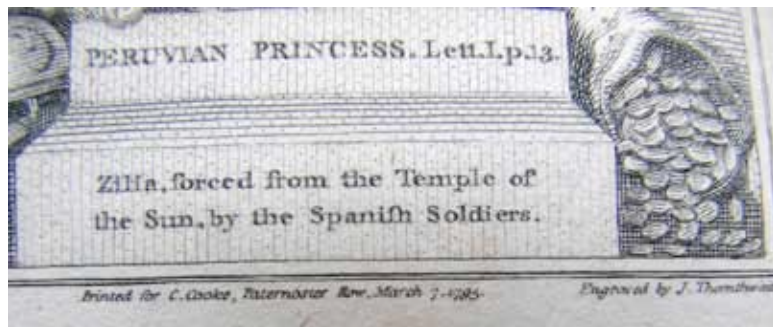 PERUVIAN PRINCESS. Lett.I.p.13.
Zilia, forced from the Temple of
the Sun, by the Spaniſh Soldiers.
Printed for C. Cooke, Paternoster Row, March 7. 1795.
Engraved by J.